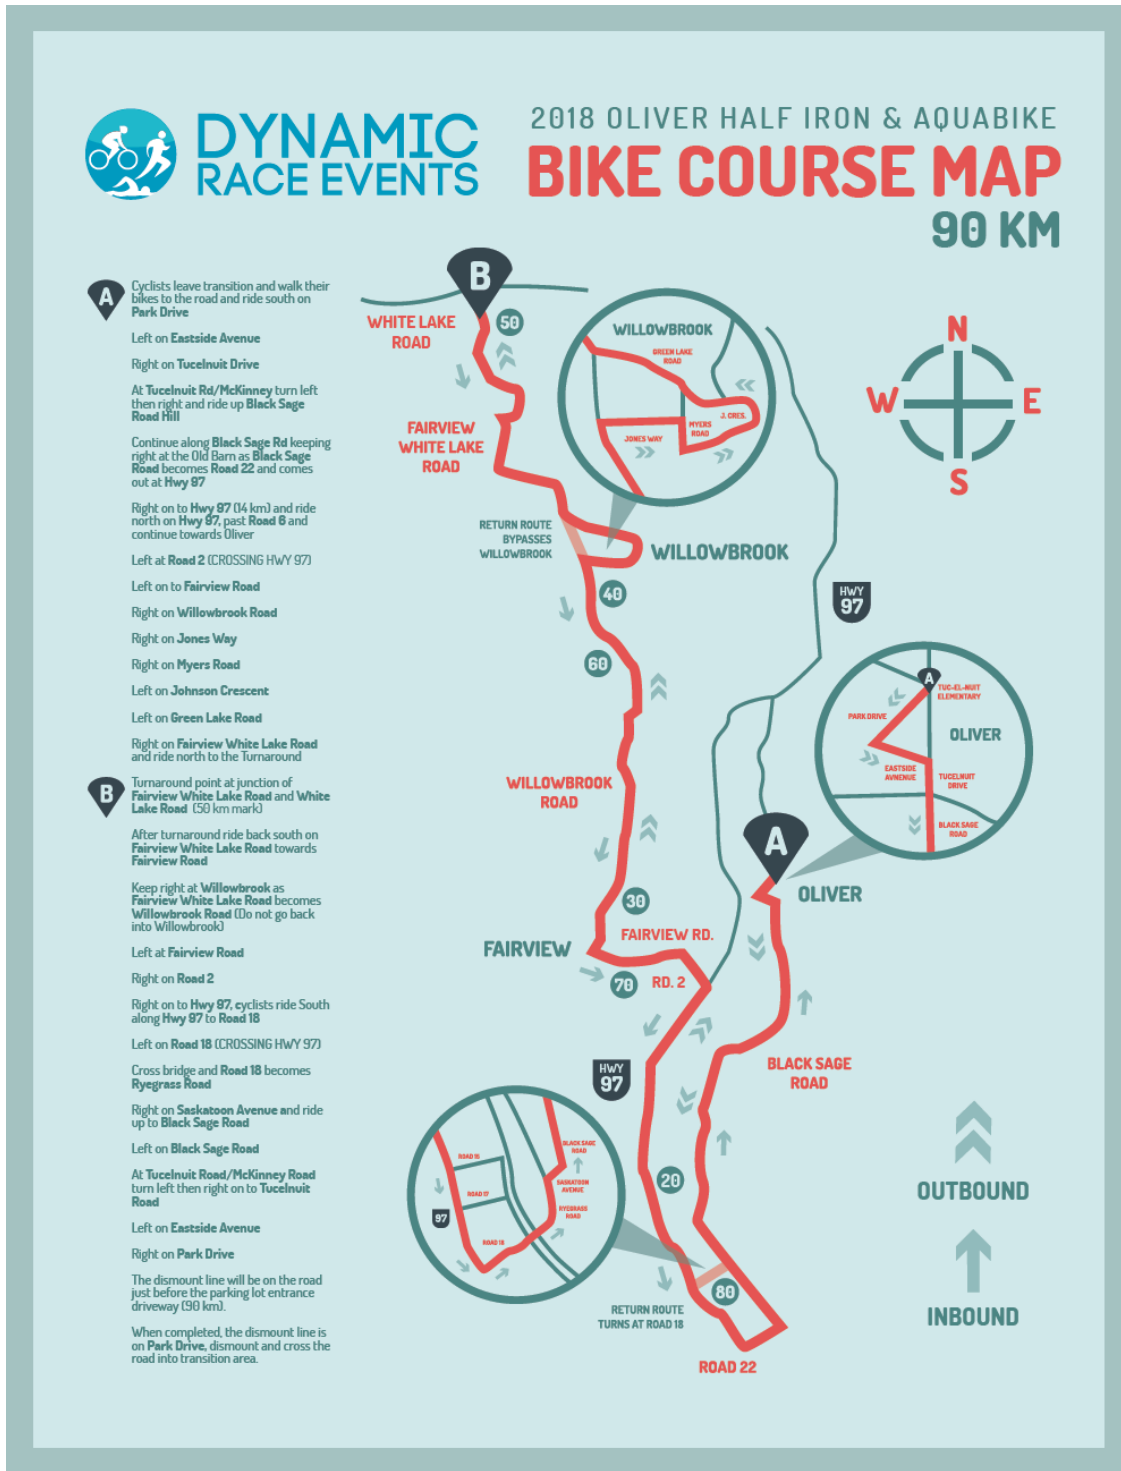 DYNAMIC
RACE EVENTS
2018 OLIVER HALF IRON & AQUABIKE
BIKE COURSE MAP
90 KM
A
Cyclists leave transition and walk their
bikes to the road and ride south on
Park Drive
Left on Eastside Avenue
Right on Tucelnuit Drive
At Tucelnuit Rd/McKinney turn left
then right and ride up Black Sage
Road Hill
Continue along Black Sage Rd keeping
right at the Old Barn as Black Sage
Road becomes Road 22 and comes
out at Hwy 97
Right on to Hwy 97 (14 km) and ride
north on Hwy 97, past Road 6 and
continue towards Oliver
Left at Road 2 (CROSSING HWY 97)
Left on to Fairview Road
Right on Willowbrook Road
Right on Jones Way
Right on Myers Road
Left on Johnson Crescent
Left on Green Lake Road
Right on Fairview White Lake Road
and ride north to the Turnaround
B
Turnaround point at junction of
Fairview White Lake Road and White
Lake Road (50 km mark)
After turnaround ride back south on
Fairview White Lake Road towards
Fairview Road
Keep right at Willowbrook as
Fairview White Lake Road becomes
Willowbrook Road (Do not go back
into Willowbrook)
Left at Fairview Road
Right on Road 2
Right on to Hwy 97, cyclists ride South
along Hwy 97 to Road 18
Left on Road 18 (CROSSING HWY 97)
Cross bridge and Road 18 becomes
Ryegrass Road
Right on Saskatoon Avenue and ride
up to Black Sage Road
Left on Black Sage Road
At Tucelnuit Road/McKinney Road
turn left then right on to Tucelnuit
Road
Left on Eastside Avenue
Right on Park Drive
The dismount line will be on the road
just before the parking lot entrance
driveway (90 km).
When completed, the dismount line is
on Park Drive, dismount and cross the
road into transition area.
B
WHITE LAKE
ROAD
50
FAIRVIEW
WHITE LAKE
ROAD
WILLOWBROOK
GREEN LAKE
ROAD
J. CRES.
MYERS
ROAD
JONES WAY
N
W
E
S
RETURN ROUTE
BYPASSES
WILLOWBROOK
WILLOWBROOK
40
HWY
97
60
A
TUC-EL-NUIT
ELEMENTARY
PARK DRIVE
OLIVER
EASTSIDE
AVNENUE
TUCELNUIT
DRIVE
BLACK SAGE
ROAD
WILLOWBROOK
ROAD
A
OLIVER
30
FAIRVIEW RD.
FAIRVIEW
70
RD. 2
HWY
97
BLACK SAGE
ROAD
20
BLACK SAGE
ROAD
ROAD 16
SASKATOON
AVENUE
ROAD 17
97
RYEGRASS
ROAD
ROAD 18
80
RETURN ROUTE
TURNS AT ROAD 18
ROAD 22
OUTBOUND
INBOUND